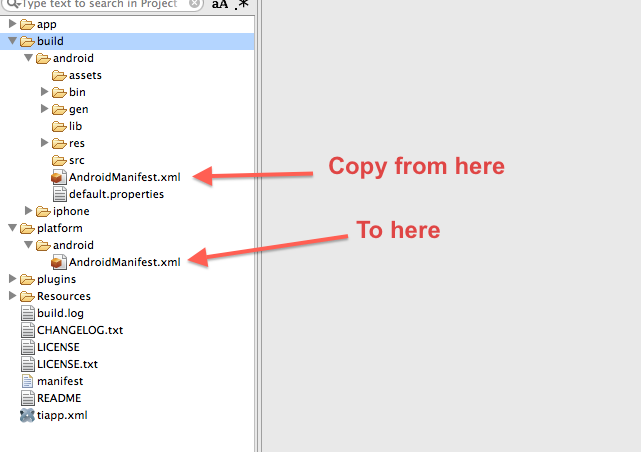 Type text to search in Project
aA .*
app
build
android
assets
bin
gen
lib
res
src
AndroidManifest.xml
Copy from here
default.properties
iphone
platform
To here
android
AndroidManifest.xml
plugins
Resources
build.log
CHANGELOG.txt
LICENSE
LICENSE.txt
manifest
README
tiapp.xml